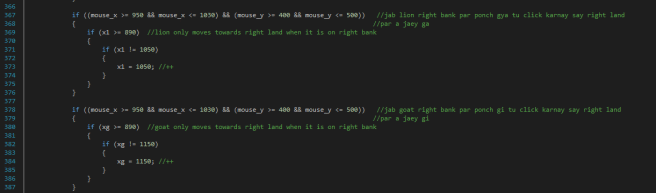 366
367 if ((mouse_x >= 950 && mouse_x <= 1030) && (mouse_y >= 400 && mouse_y <= 500)) //jab lion right bank par ponch gya tu click karnay say right land
368 { //par a jaey ga
369 if (x1 >= 890) //lion only moves towards right land when it is on right bank
370 {
371 if (x1 != 1050)
372 {
373 x1 = 1050; //++
374 }
375 }
376 }
377
378 if ((mouse_x >= 950 && mouse_x <= 1030) && (mouse_y >= 400 && mouse_y <= 500)) //jab goat right bank par ponch gi tu click karnay say right land
379 { //par a jaey gi
380 if (xg >= 890) //goat only moves towards right land when it is on right bank
381 {
382 if (xg != 1150)
383 {
384 xg = 1150; //++
385 }
386 }
387 }